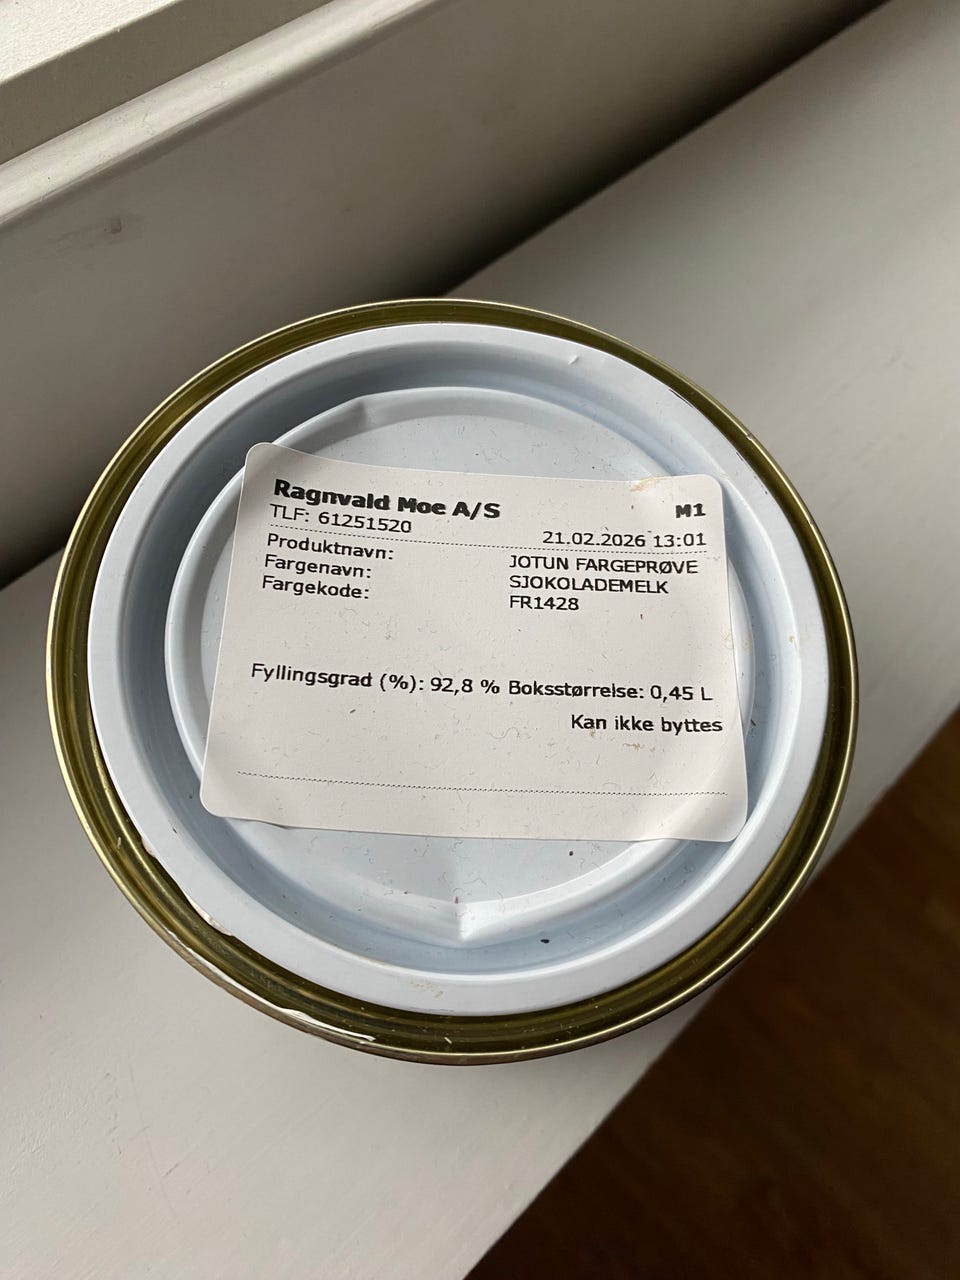 Ragnvald Moe A/S M1
TLF: 61251520 21.02.2026 13:01
Produktnavn: JOTUN FARGEPRØVE
Fargenavn: SJOKOLADEMELK
Fargekode: FR1428
Fyllingsgrad (%): 92,8 % Boksstørrelse: 0,45 L
Kan ikke byttes